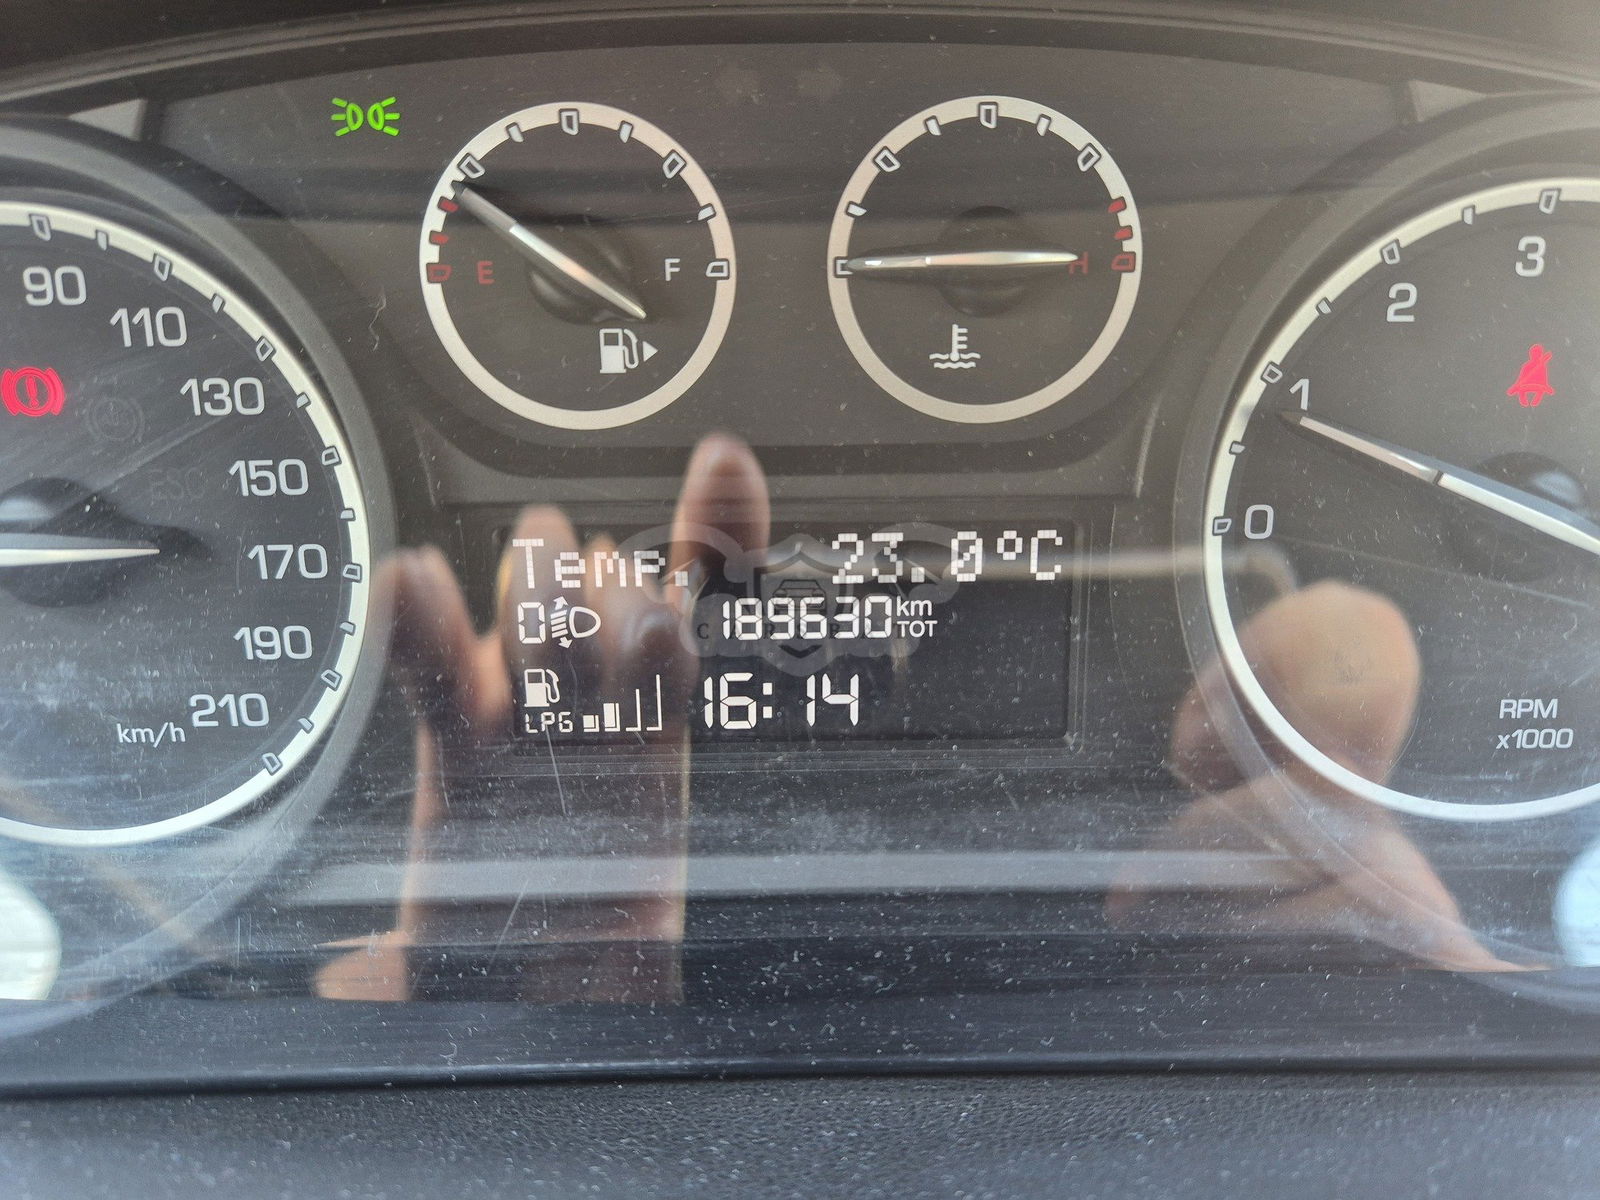 E
F
H
90
110
130
150
170
190
210
km/h
ESC
0
1
2
3
RPM
x1000
Temp. 23.0°C
0 189630 km TOT
LPG 16:14